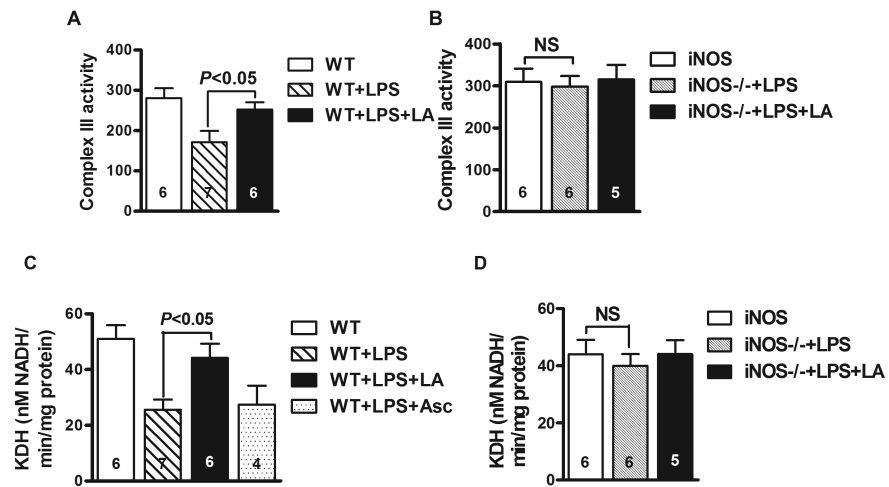 A
Complex III activity
400
300
200
100
0
P<0.05
6
7
6
WT
WT+LPS
WT+LPS+LA
B
Complex III activity
400
300
200
100
0
NS
6
6
5
iNOS
iNOS-/-+LPS
iNOS-/-+LPS+LA
C
KDH (nM NADH/
min/mg protein)
60
40
20
0
P<0.05
6
7
6
4
WT
WT+LPS
WT+LPS+LA
WT+LPS+Asc
D
KDH (nM NADH/
min/mg protein)
60
40
20
0
NS
6
6
5
iNOS
iNOS-/-+LPS
iNOS-/-+LPS+LA